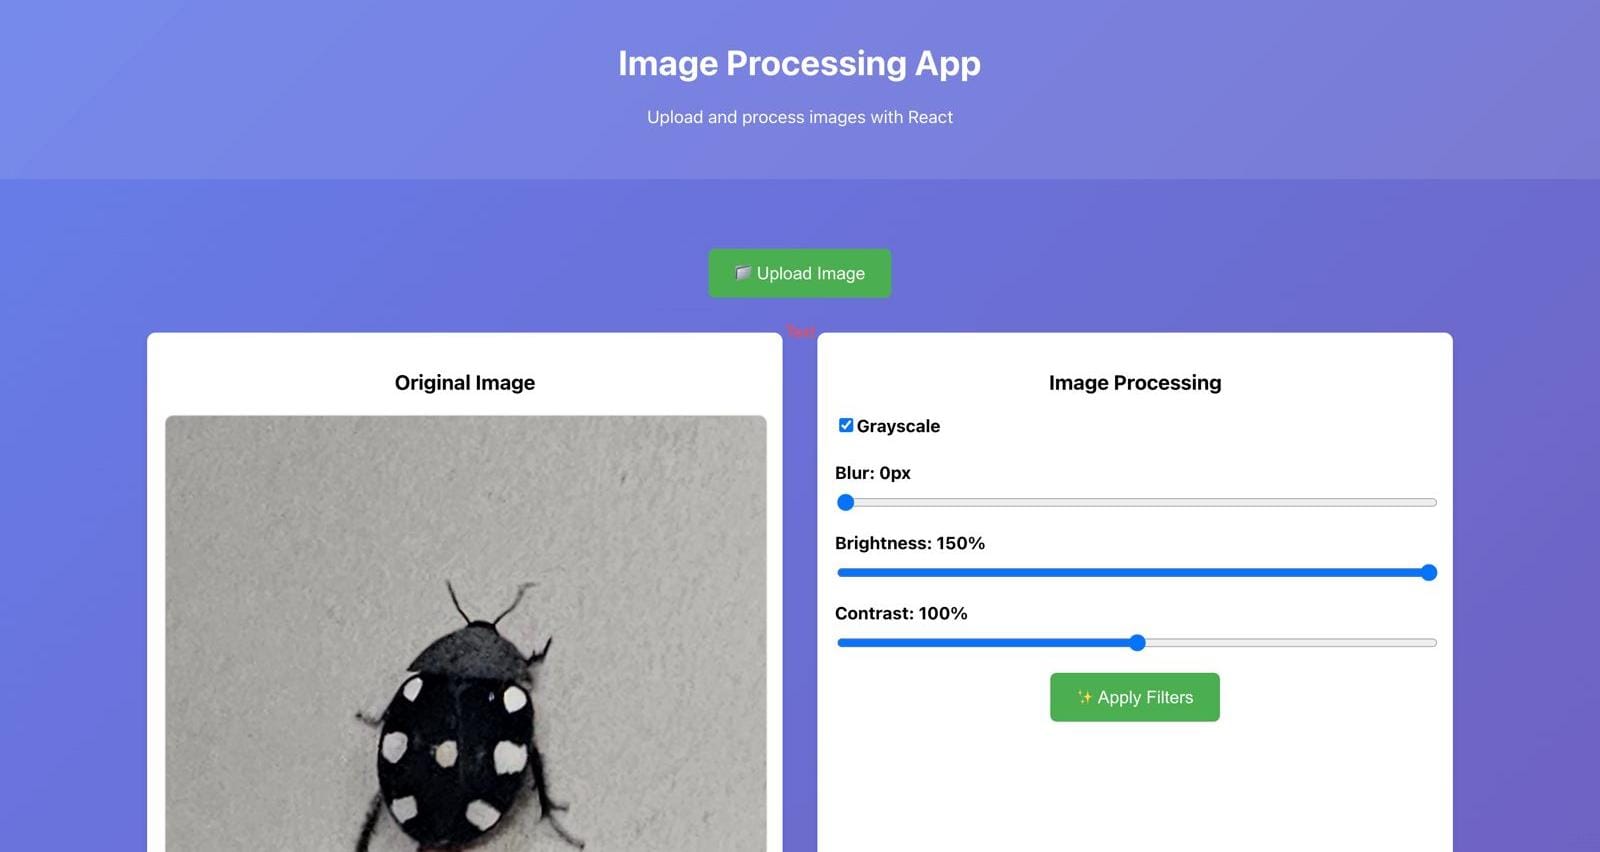 Image Processing App
Upload and process images with React
Upload Image
Text
Original Image
Image Processing
Grayscale
Blur: 0px
Brightness: 150%
Contrast: 100%
Apply Filters